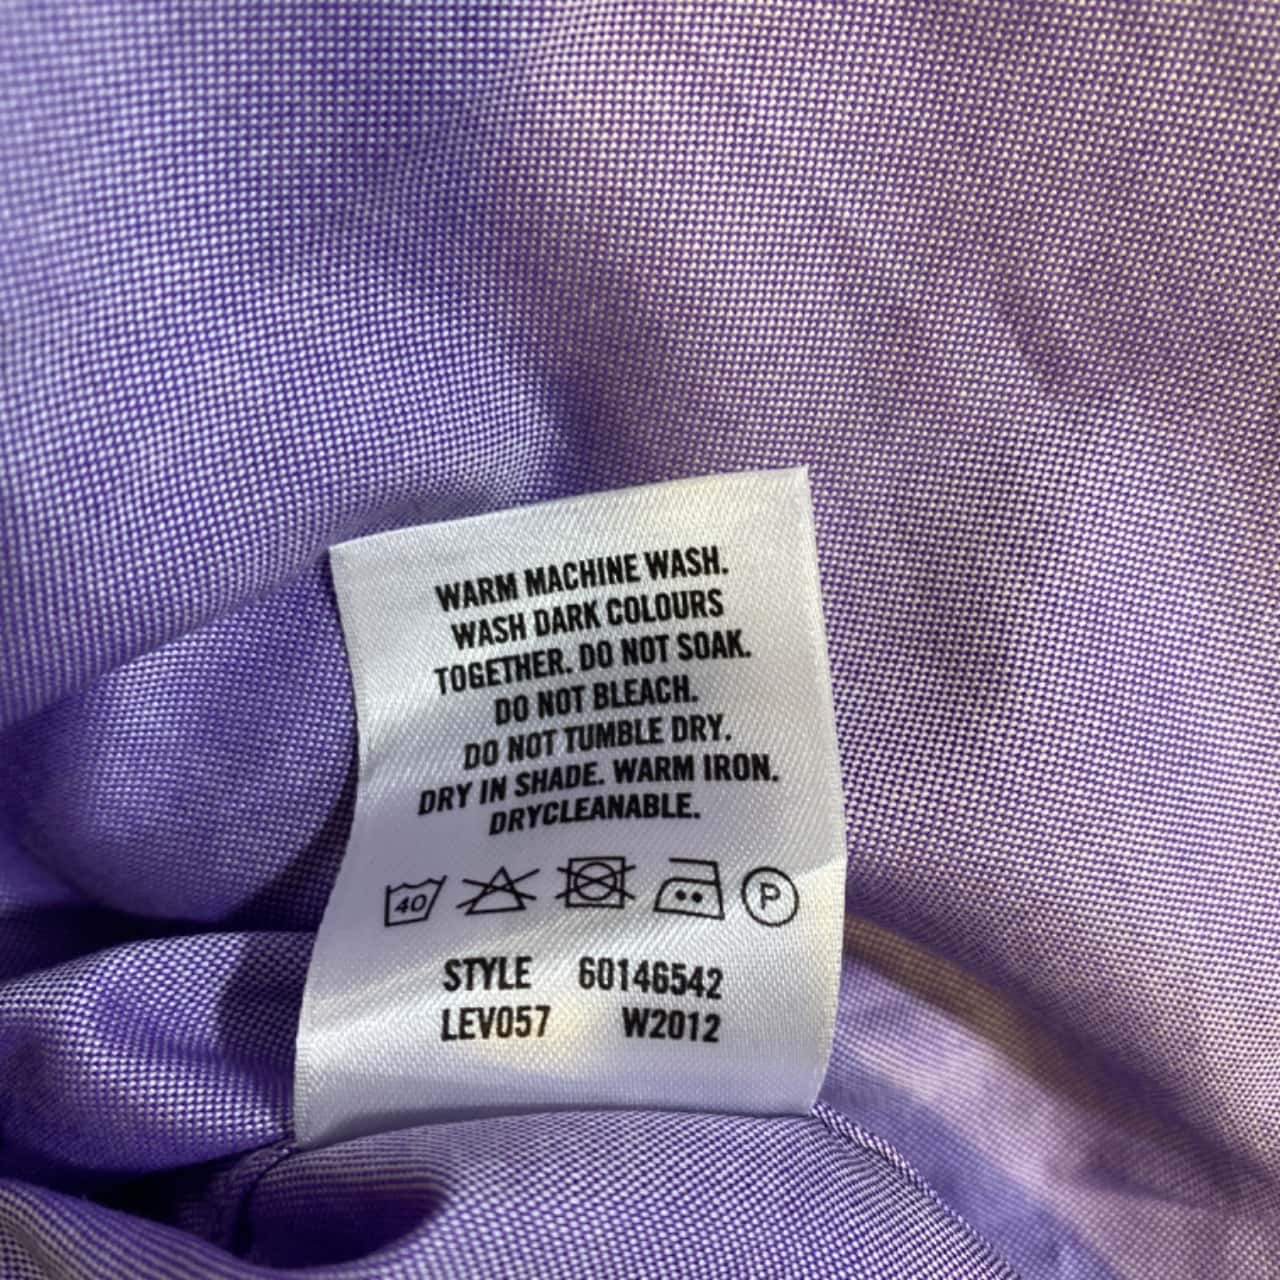 WARM MACHINE WASH.
WASH DARK COLOURS
TOGETHER. DO NOT SOAK.
DO NOT BLEACH.
DO NOT TUMBLE DRY.
DRY IN SHADE. WARM IRON.
DRYCLEANABLE.
40 P
STYLE 60146542
LEV057 W2012